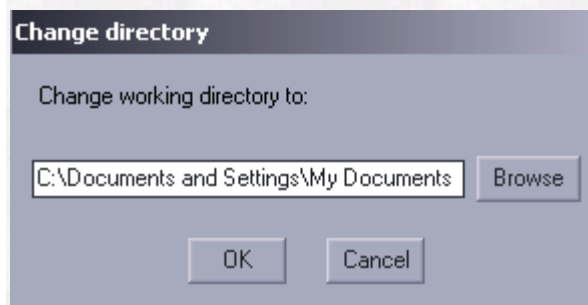 Change directory
Change working directory to:
C:\Documents and Settings\My Documents Browse
OK Cancel